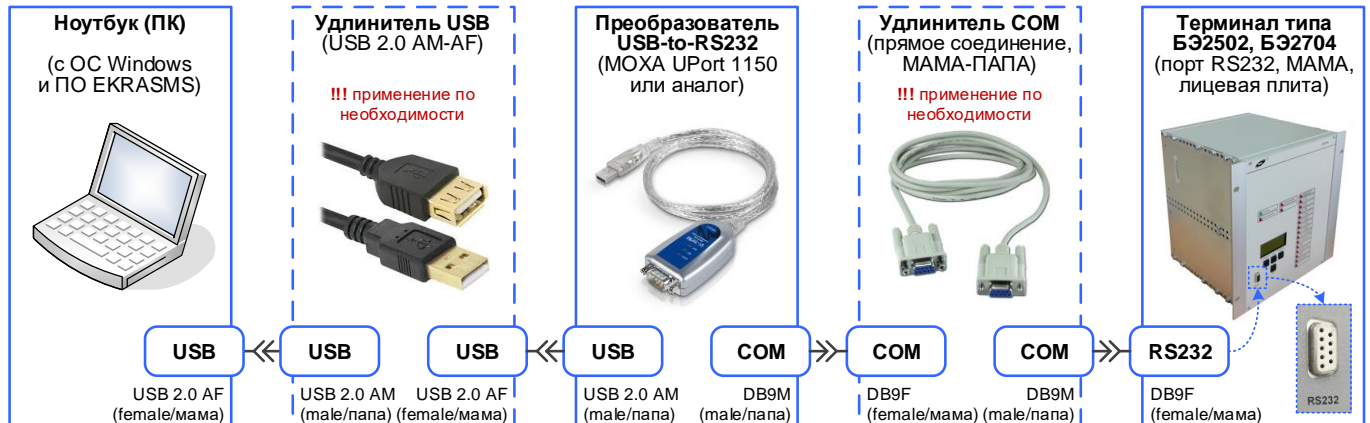 Ноутбук (ПК)
(с ОС Windows
и ПО EKRASMS)
USB
USB 2.0 AF
(female/мама)
Удлинитель USB
(USB 2.0 AM-AF)
!!! применение по
необходимости
USB
USB 2.0 AM
(male/папа)
USB
USB 2.0 AF
(female/мама)
Преобразователь
USB-to-RS232
(MOXA UPort 1150
или аналог)
USB
USB 2.0 AM
(male/папа)
COM
DB9M
(male/папа)
Удлинитель COM
(прямое соединение,
МАМА-ПАПА)
!!! применение по
необходимости
COM
DB9F
(female/мама)
COM
DB9M
(male/папа)
Терминал типа
БЭ2502, БЭ2704
(порт RS232, МАМА,
лицевая плита)
RS232
DB9F
(female/мама)
RS232